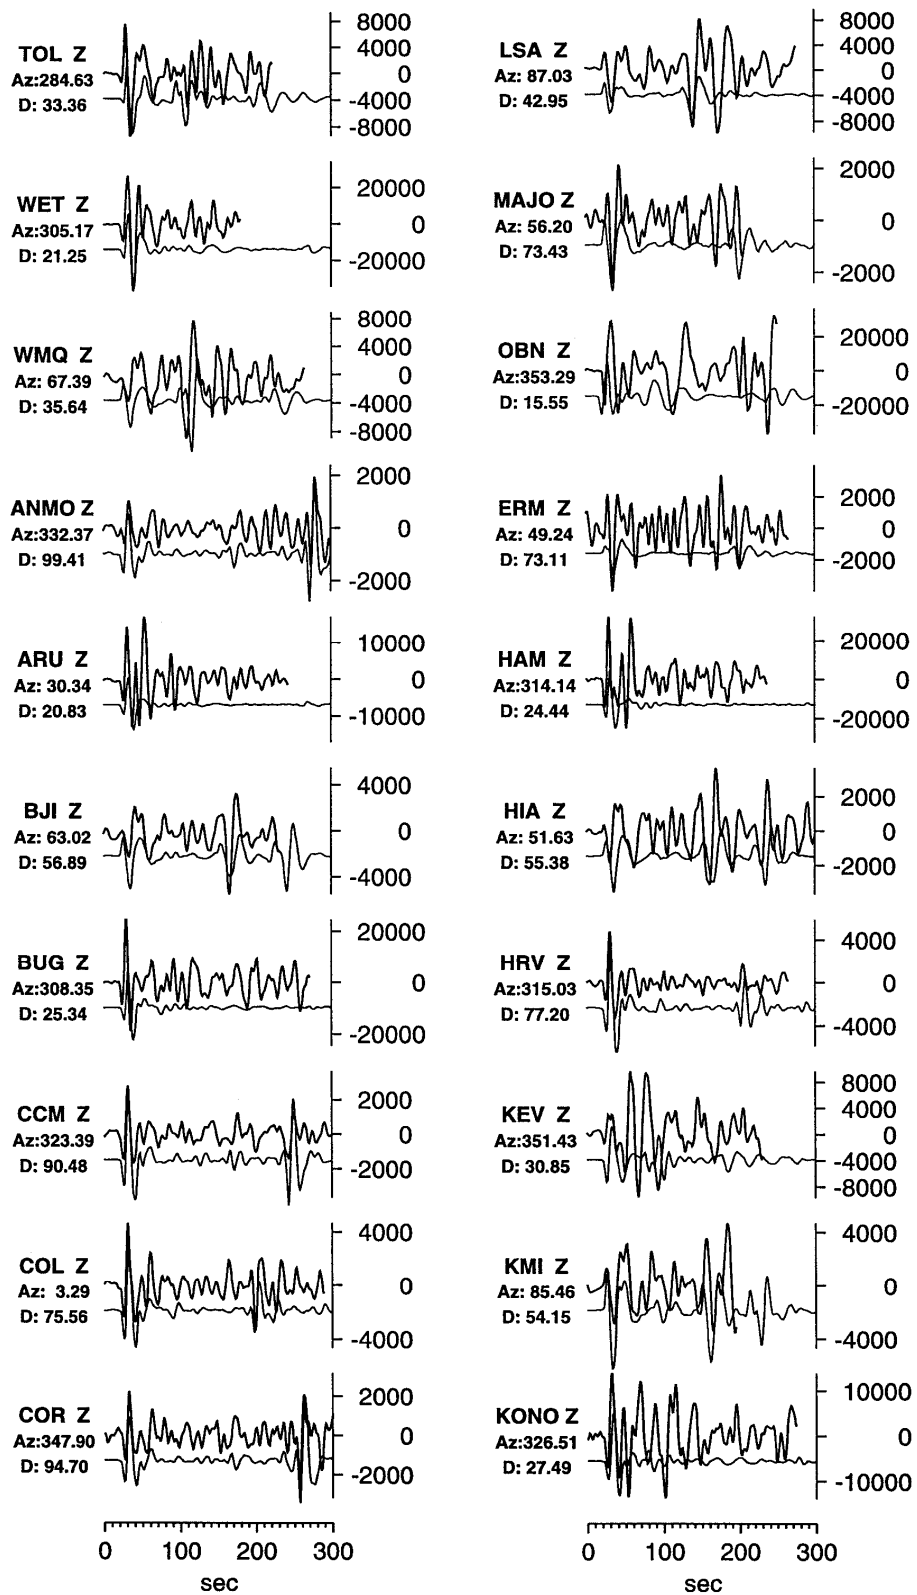 TOL Z
Az:284.63
D: 33.36
8000
4000
0
-4000
-8000
WET Z
Az:305.17
D: 21.25
20000
0
-20000
WMQ Z
Az: 67.39
D: 35.64
8000
4000
0
-4000
-8000
ANMO Z
Az:332.37
D: 99.41
2000
0
-2000
ARU Z
Az: 30.34
D: 20.83
10000
0
-10000
BJI Z
Az: 63.02
D: 56.89
4000
0
-4000
BUG Z
Az:308.35
D: 25.34
20000
0
-20000
CCM Z
Az:323.39
D: 90.48
2000
0
-2000
COL Z
Az: 3.29
D: 75.56
4000
0
-4000
COR Z
Az:347.90
D: 94.70
2000
0
-2000
0 100 200 300
sec
LSA Z
Az: 87.03
D: 42.95
8000
4000
0
-4000
-8000
MAJO Z
Az: 56.20
D: 73.43
2000
0
-2000
OBN Z
Az:353.29
D: 15.55
20000
0
-20000
ERM Z
Az: 49.24
D: 73.11
2000
0
-2000
HAM Z
Az:314.14
D: 24.44
20000
0
-20000
HIA Z
Az: 51.63
D: 55.38
2000
0
-2000
HRV Z
Az:315.03
D: 77.20
4000
0
-4000
KEV Z
Az:351.43
D: 30.85
8000
4000
0
-4000
-8000
KMI Z
Az: 85.46
D: 54.15
4000
0
-4000
KONO Z
Az:326.51
D: 27.49
10000
0
-10000
0 100 200 300
sec